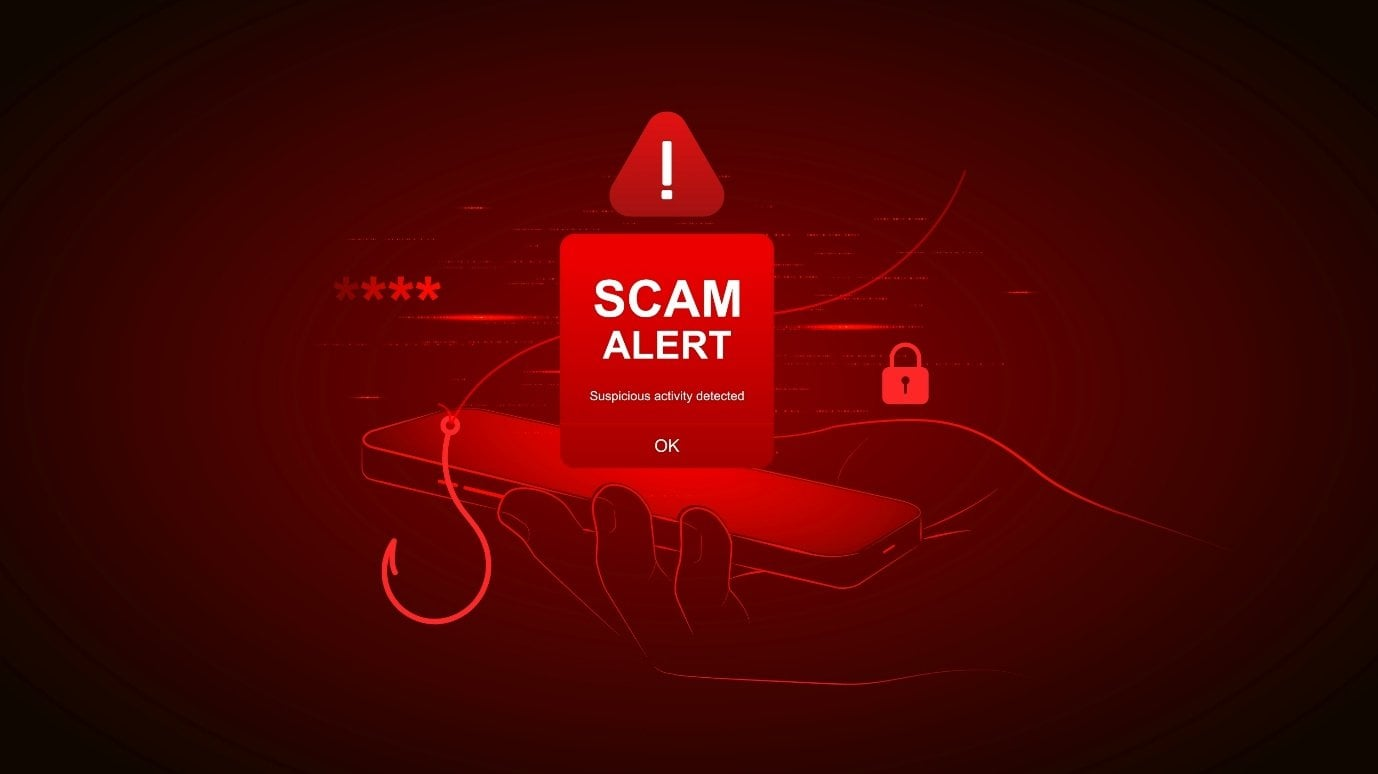 !
****
SCAM
ALERT
Suspicious activity detected
OK